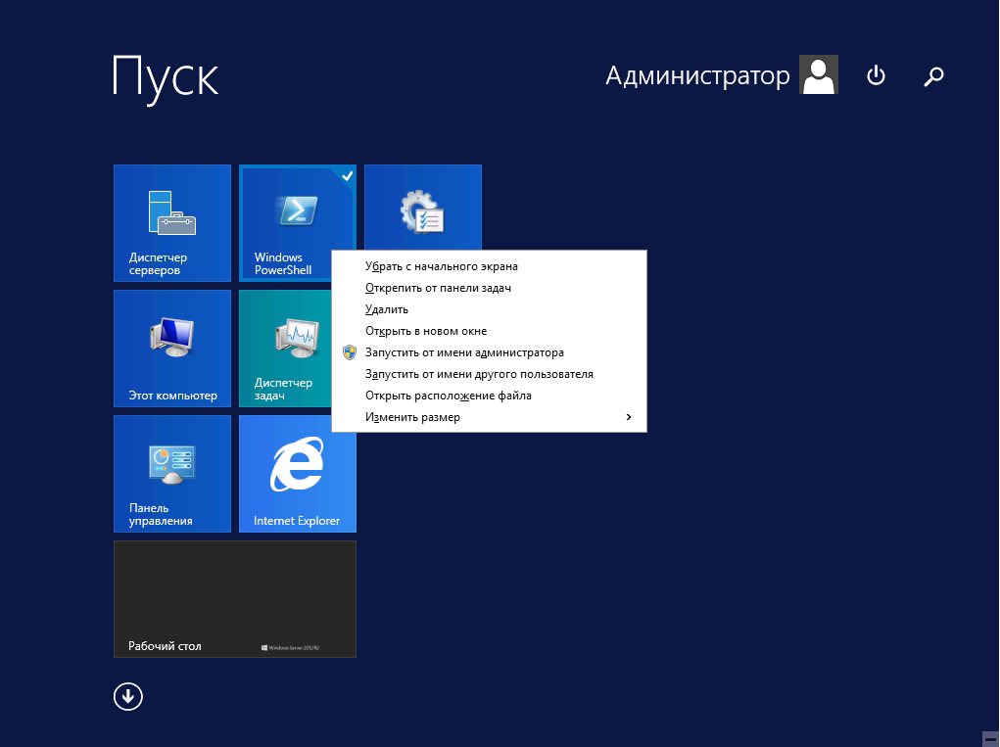 Пуск
Администратор
Диспетчер
серверов
Windows
PowerShell
Убрать с начального экрана
Открепить от панели задач
Удалить
Открыть в новом окне
Запустить от имени администратора
Запустить от имени другого пользователя
Открыть расположение файла
Изменить размер
Этот компьютер
Диспетчер
задач
Панель
управления
Internet Explorer
Рабочий стол
Windows Server 2012 R2